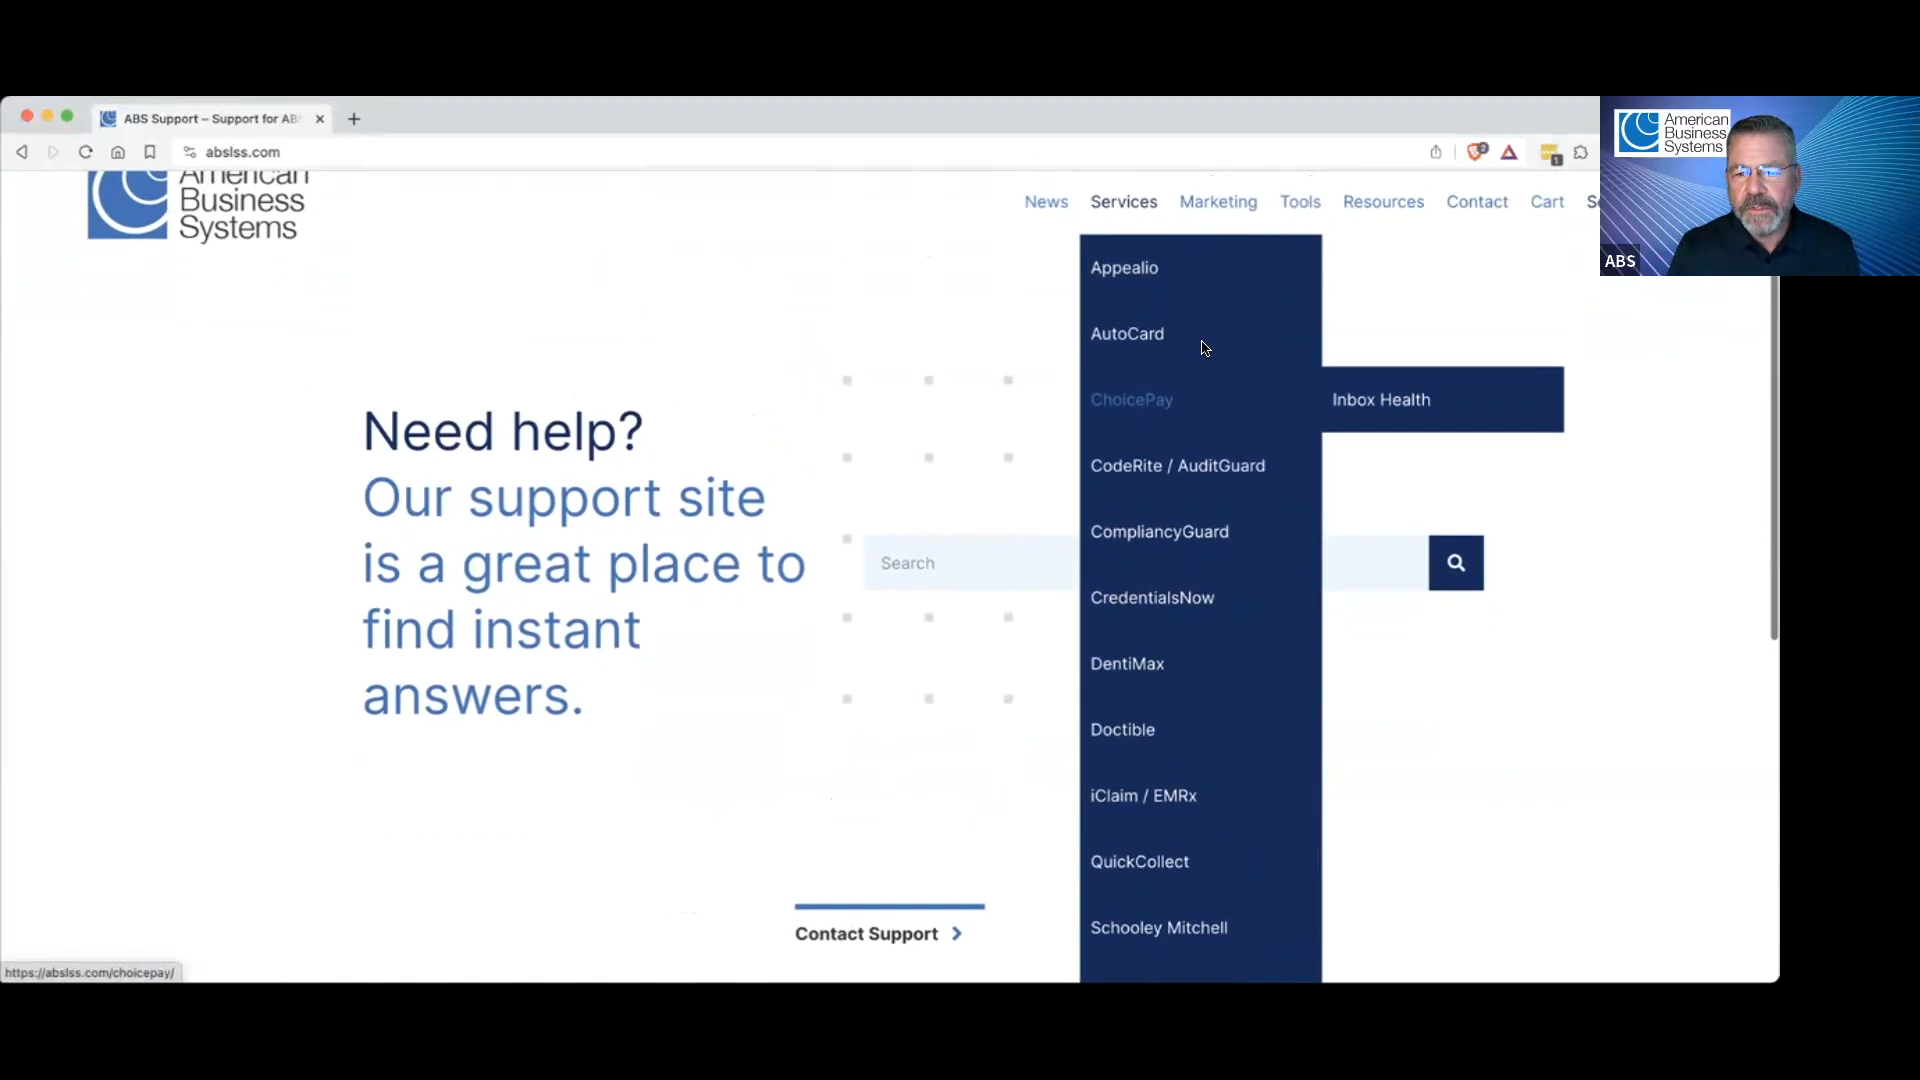 ABS Support – Support for AB
abslss.com
American
Business
Systems
News Services Marketing Tools Resources Contact Cart
Appealio
AutoCard
ChoicePay
Inbox Health
CodeRite / AuditGuard
CompliancyGuard
CredentialsNow
DentiMax
Doctible
iClaim / EMRx
QuickCollect
Schooley Mitchell
Need help?
Our support site
is a great place to
find instant
answers.
Search
Contact Support
https://abslss.com/choicepay/
American
Business
Systems
ABS